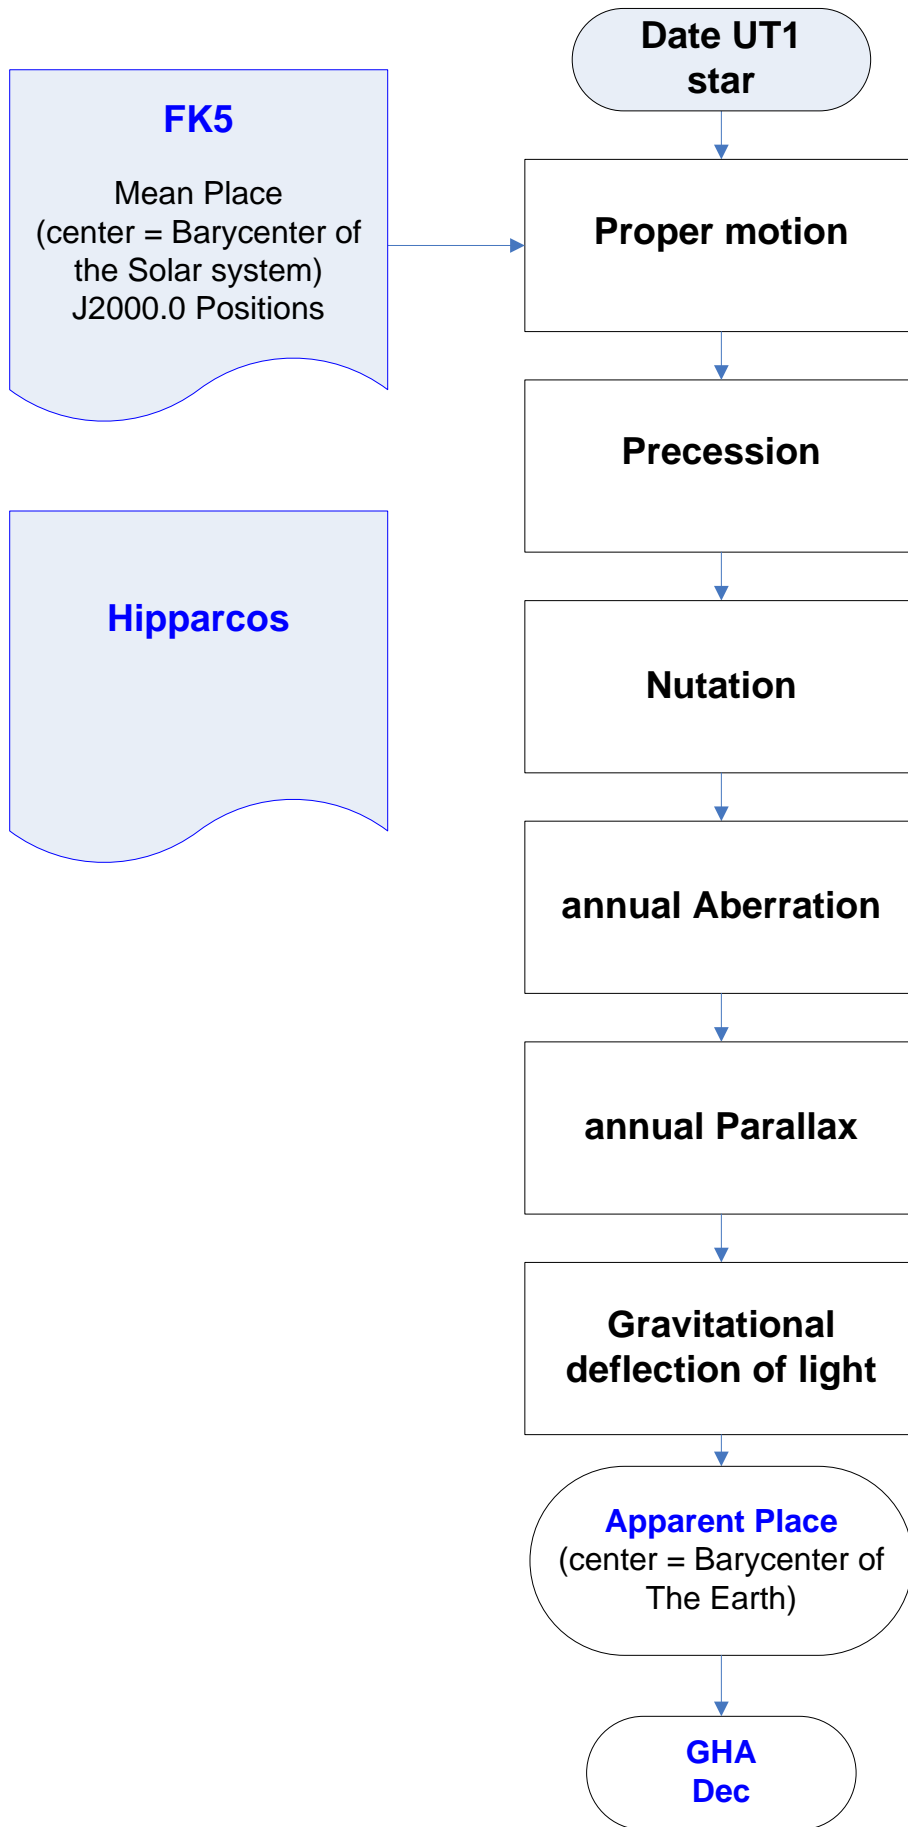 Date UT1
star
FK5
Mean Place
(center = Barycenter of
the Solar system)
J2000.0 Positions
Proper motion
Precession
Hipparcos
Nutation
annual Aberration
annual Parallax
Gravitational
deflection of light
Apparent Place
(center = Barycenter of
The Earth)
GHA
Dec